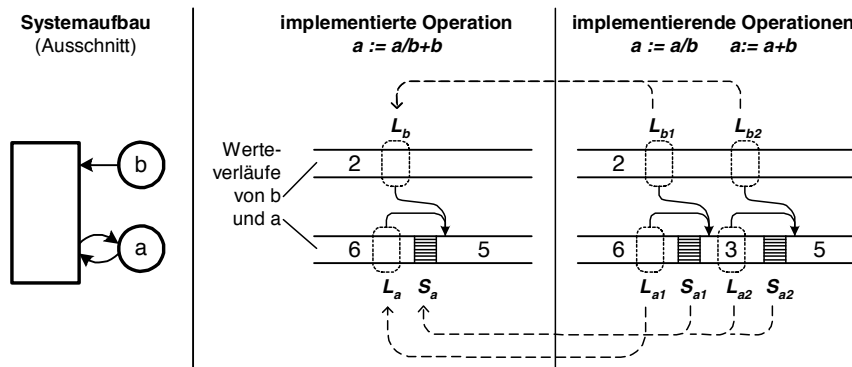 Systemaufbau
(Ausschnitt)
b
a
implementierte Operation
a := a/b+b
L_b
Werte-
verläufe
von b
und a
2
6
5
L_a S_a
implementierende Operationen
a := a/b a:= a+b
L_b1 L_b2
2
6 3 5
L_a1 S_a1 L_a2 S_a2